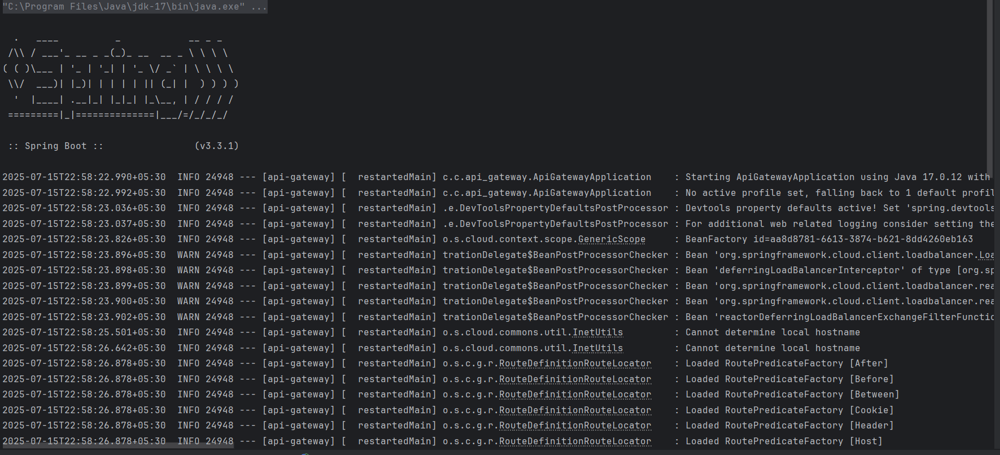 "C:\Program Files\Java\jdk-17\bin\java.exe" ...
  .   ____          _            __ _ _
 /\\ / ___'_ __ _ _(_)_ __  __ _ \ \ \ \
( ( )\___ | '_ | '_| | '_ \/ _` | \ \ \ \
 \\/  ___)| |_)| | | | | || (_| |  ) ) ) )
  '  |____| .__|_| |_|_| |_\__, | / / / /
 =========|_|==============|___/=/_/_/_/
 :: Spring Boot ::                (v3.3.1)
2025-07-15T22:58:22.990+05:30  INFO 24948 --- [api-gateway] [  restartedMain] c.c.api_gateway.ApiGatewayApplication    : Starting ApiGatewayApplication using Java 17.0.12 with
2025-07-15T22:58:22.992+05:30  INFO 24948 --- [api-gateway] [  restartedMain] c.c.api_gateway.ApiGatewayApplication    : No active profile set, falling back to 1 default profil
2025-07-15T22:58:23.036+05:30  INFO 24948 --- [api-gateway] [  restartedMain] .e.DevToolsPropertyDefaultsPostProcessor : Devtools property defaults active! Set 'spring.devtools
2025-07-15T22:58:23.037+05:30  INFO 24948 --- [api-gateway] [  restartedMain] .e.DevToolsPropertyDefaultsPostProcessor : For additional web related logging consider setting the
2025-07-15T22:58:23.826+05:30  INFO 24948 --- [api-gateway] [  restartedMain] o.s.cloud.context.scope.GenericScope     : BeanFactory id=aa8d8781-6613-3874-b621-8dd4260eb163
2025-07-15T22:58:23.896+05:30  WARN 24948 --- [api-gateway] [  restartedMain] trationDelegate$BeanPostProcessorChecker : Bean 'org.springframework.cloud.client.loadbalancer.Loa
2025-07-15T22:58:23.898+05:30  WARN 24948 --- [api-gateway] [  restartedMain] trationDelegate$BeanPostProcessorChecker : Bean 'deferringLoadBalancerInterceptor' of type [org.sp
2025-07-15T22:58:23.899+05:30  WARN 24948 --- [api-gateway] [  restartedMain] trationDelegate$BeanPostProcessorChecker : Bean 'org.springframework.cloud.client.loadbalancer.rea
2025-07-15T22:58:23.900+05:30  WARN 24948 --- [api-gateway] [  restartedMain] trationDelegate$BeanPostProcessorChecker : Bean 'org.springframework.cloud.client.loadbalancer.rea
2025-07-15T22:58:23.902+05:30  WARN 24948 --- [api-gateway] [  restartedMain] trationDelegate$BeanPostProcessorChecker : Bean 'reactorDeferringLoadBalancerExchangeFilterFunctio
2025-07-15T22:58:25.501+05:30  INFO 24948 --- [api-gateway] [  restartedMain] o.s.cloud.commons.util.InetUtils         : Cannot determine local hostname
2025-07-15T22:58:26.642+05:30  INFO 24948 --- [api-gateway] [  restartedMain] o.s.cloud.commons.util.InetUtils         : Cannot determine local hostname
2025-07-15T22:58:26.878+05:30  INFO 24948 --- [api-gateway] [  restartedMain] o.s.c.g.r.RouteDefinitionRouteLocator    : Loaded RoutePredicateFactory [After]
2025-07-15T22:58:26.878+05:30  INFO 24948 --- [api-gateway] [  restartedMain] o.s.c.g.r.RouteDefinitionRouteLocator    : Loaded RoutePredicateFactory [Before]
2025-07-15T22:58:26.878+05:30  INFO 24948 --- [api-gateway] [  restartedMain] o.s.c.g.r.RouteDefinitionRouteLocator    : Loaded RoutePredicateFactory [Between]
2025-07-15T22:58:26.878+05:30  INFO 24948 --- [api-gateway] [  restartedMain] o.s.c.g.r.RouteDefinitionRouteLocator    : Loaded RoutePredicateFactory [Cookie]
2025-07-15T22:58:26.878+05:30  INFO 24948 --- [api-gateway] [  restartedMain] o.s.c.g.r.RouteDefinitionRouteLocator    : Loaded RoutePredicateFactory [Header]
2025-07-15T22:58:26.878+05:30  INFO 24948 --- [api-gateway] [  restartedMain] o.s.c.g.r.RouteDefinitionRouteLocator    : Loaded RoutePredicateFactory [Host]